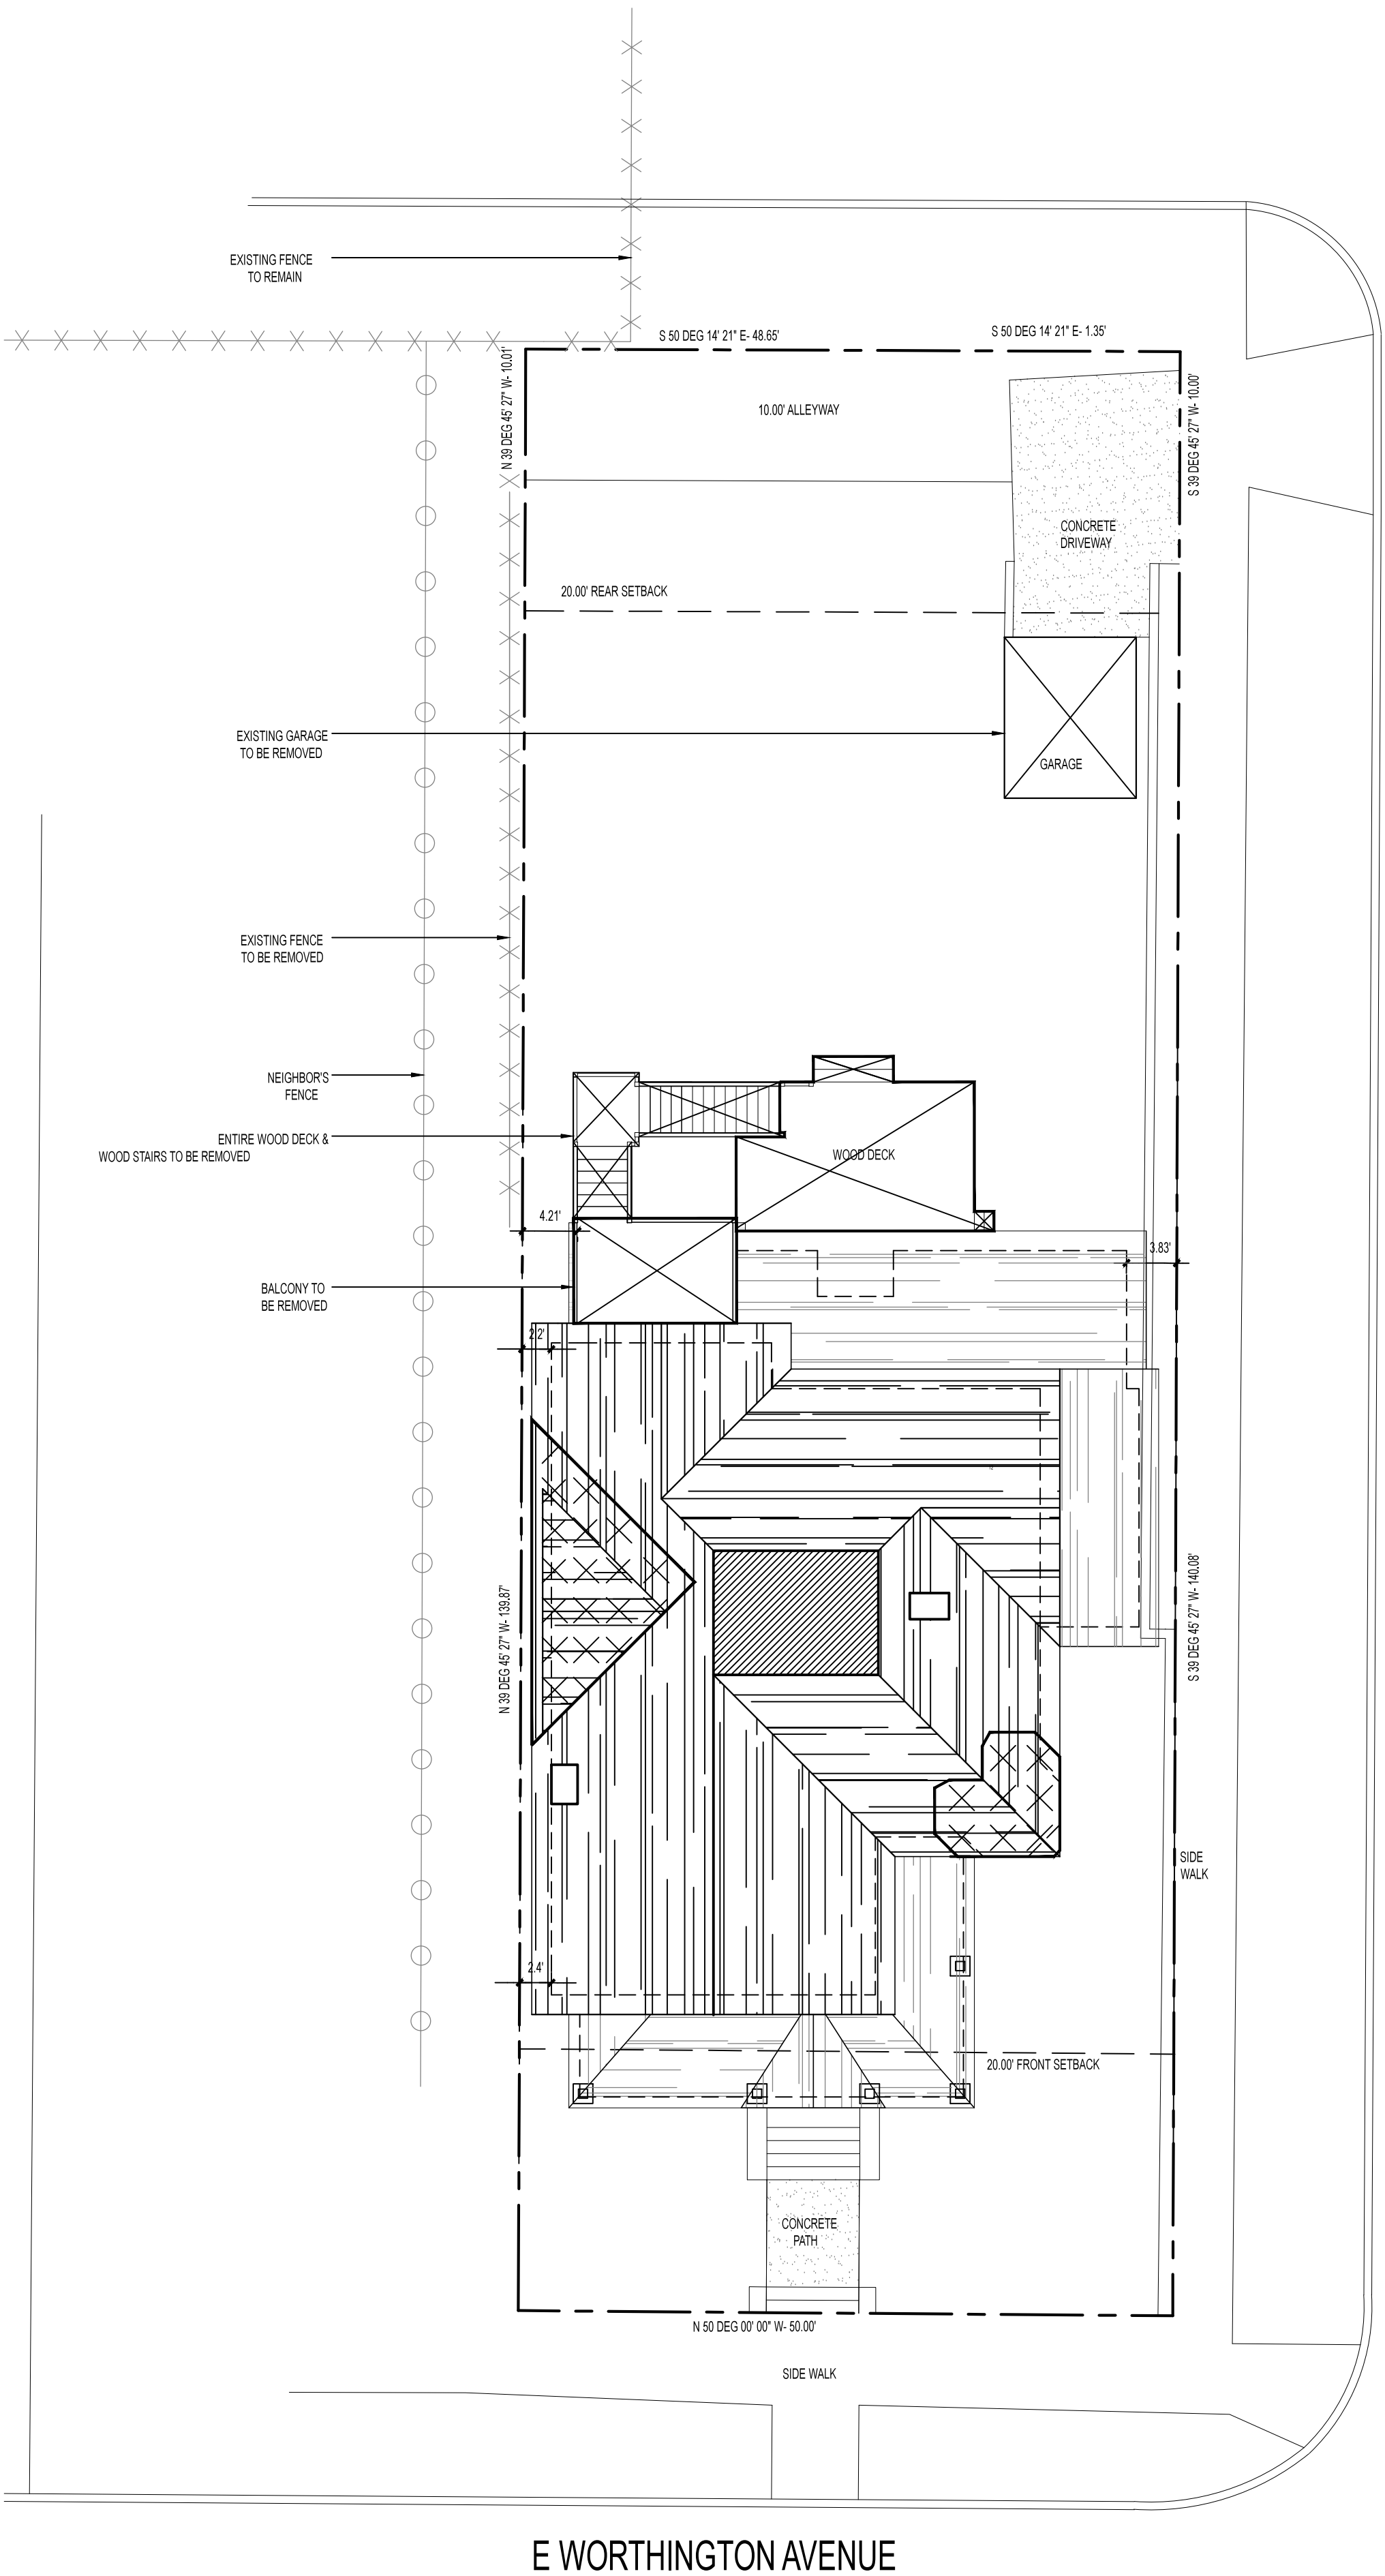 EXISTING FENCE
TO REMAIN
S 50 DEG 14' 21" E- 48.65'
S 50 DEG 14' 21" E- 1.35'
N 39 DEG 45' 27" W- 10.01'
S 39 DEG 45' 27" W- 10.00'
10.00' ALLEYWAY
CONCRETE
DRIVEWAY
20.00' REAR SETBACK
EXISTING GARAGE
TO BE REMOVED
GARAGE
EXISTING FENCE
TO BE REMOVED
NEIGHBOR'S
FENCE
ENTIRE WOOD DECK &
WOOD STAIRS TO BE REMOVED
WOOD DECK
4.21'
3.83'
BALCONY TO
BE REMOVED
2.2'
N 39 DEG 45' 27" W- 139.87'
S 39 DEG 45' 27" W- 140.08'
SIDE
WALK
2.4'
20.00' FRONT SETBACK
CONCRETE
PATH
N 50 DEG 00' 00" W- 50.00'
SIDE WALK
E WORTHINGTON AVENUE